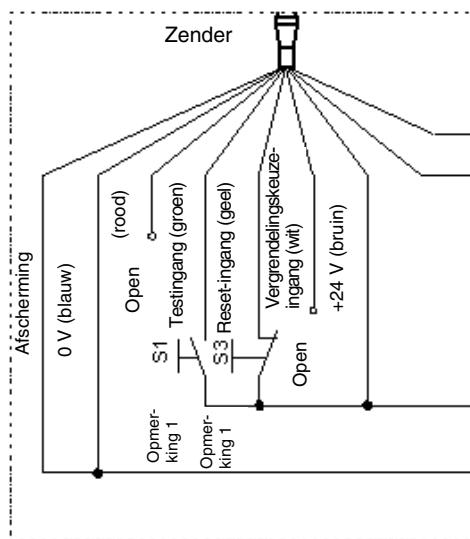 Zender
Afscherming
0 V (blauw)
(rood)
Open
Testingang (groen)
S1
Reset-ingang (geel)
S3
Vergrendelingskeuze-
ingang (wit)
Open
+24 V (bruin)
Opmer-
king 1
Opmer-
king 1